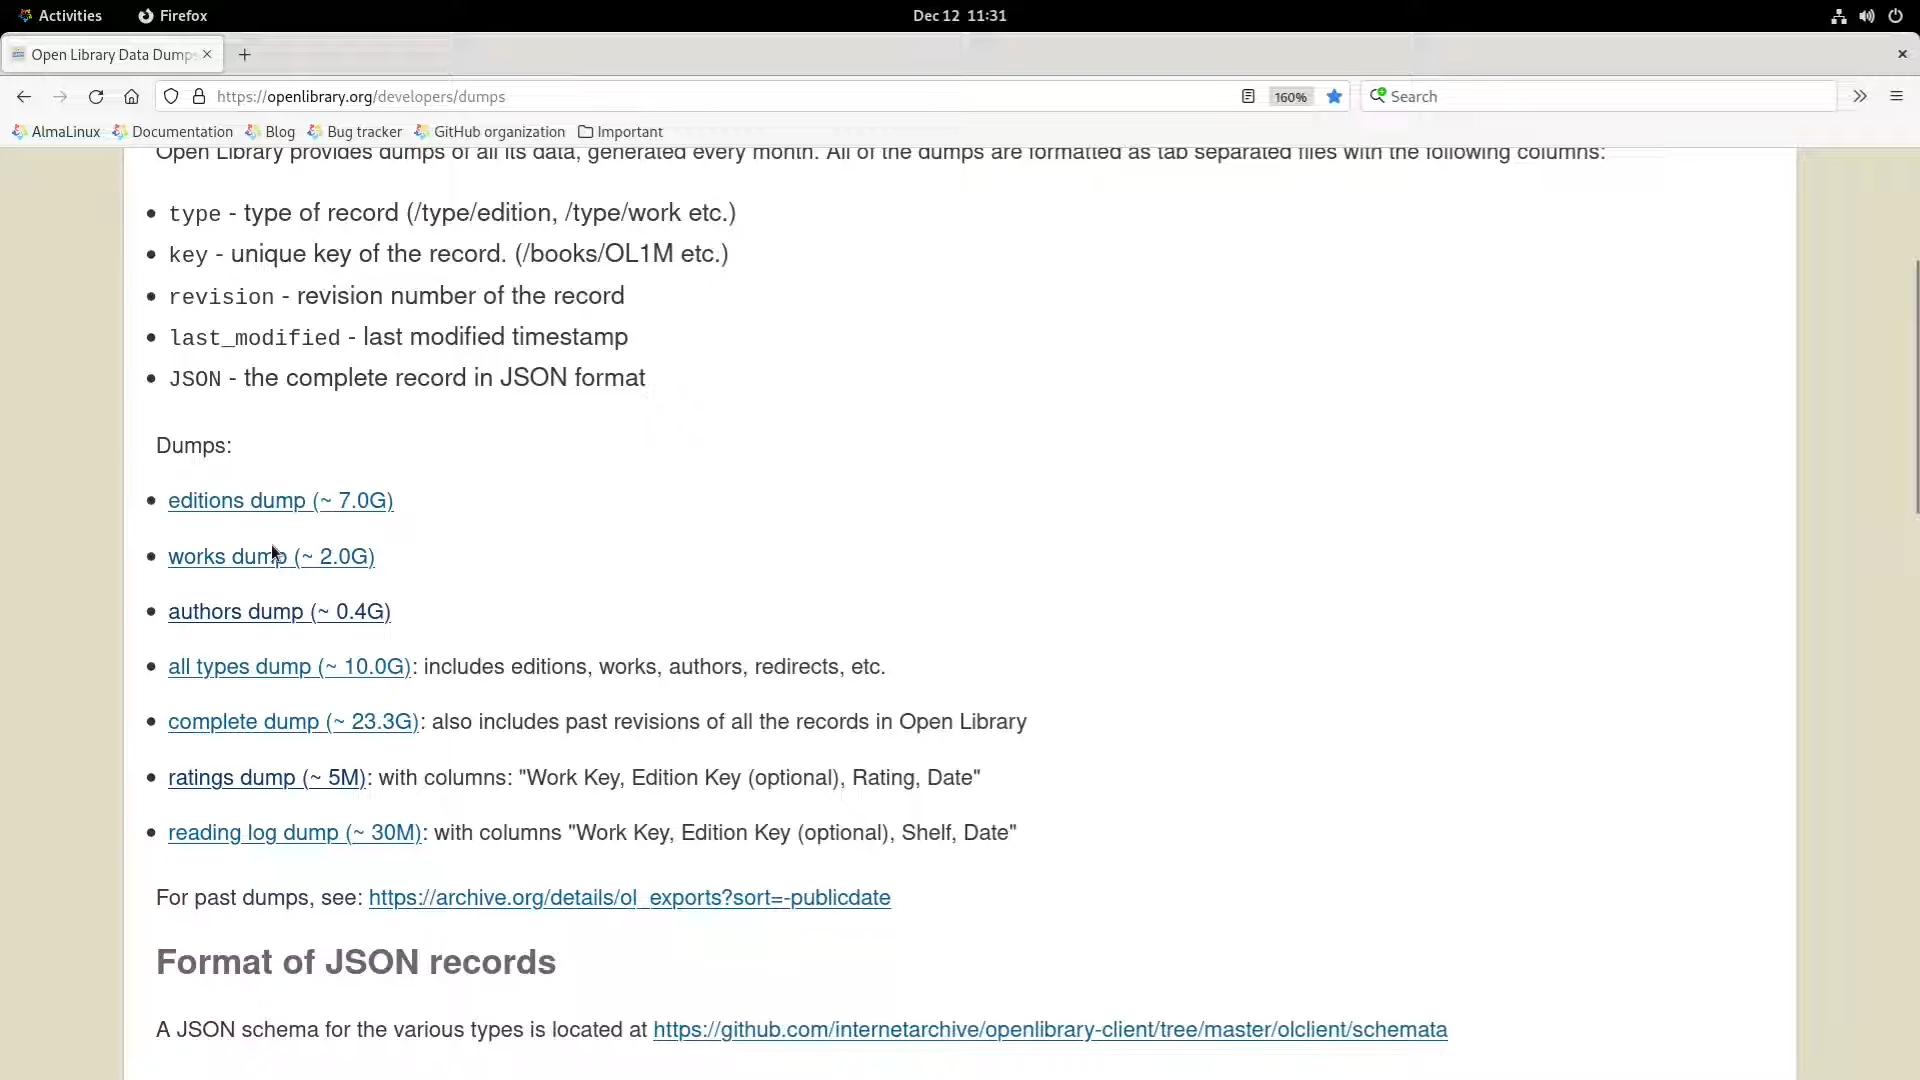 Activities
Firefox
Dec 12 11:31
Open Library Data Dump
https://openlibrary.org/developers/dumps
160%
Search
AlmaLinux
Documentation
Blog
Bug tracker
GitHub organization
Important
Open Library provides dumps of all its data, generated every month. All of the dumps are formatted as tab separated files with the following columns:
type - type of record (/type/edition, /type/work etc.)
key - unique key of the record. (/books/OL1M etc.)
revision - revision number of the record
last_modified - last modified timestamp
JSON - the complete record in JSON format
Dumps:
editions dump (~ 7.0G)
works dump (~ 2.0G)
authors dump (~ 0.4G)
all types dump (~ 10.0G): includes editions, works, authors, redirects, etc.
complete dump (~ 23.3G): also includes past revisions of all the records in Open Library
ratings dump (~ 5M): with columns: "Work Key, Edition Key (optional), Rating, Date"
reading log dump (~ 30M): with columns "Work Key, Edition Key (optional), Shelf, Date"
For past dumps, see: https://archive.org/details/ol_exports?sort=-publicdate
Format of JSON records
A JSON schema for the various types is located at https://github.com/internetarchive/openlibrary-client/tree/master/olclient/schemata